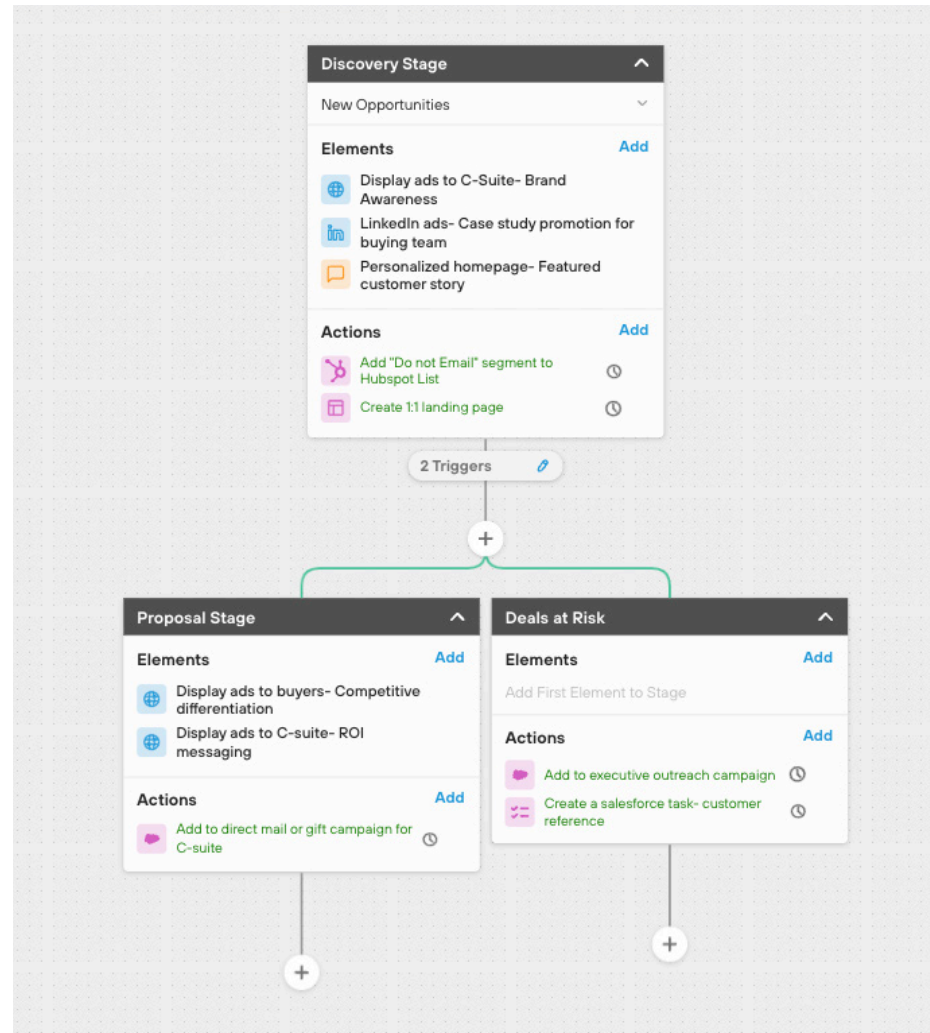 Discovery Stage
New Opportunities
Elements
Add
Display ads to C-Suite- Brand
Awareness
LinkedIn ads- Case study promotion for
buying team
Personalized homepage- Featured
customer story
Actions
Add
Add "Do not Email" segment to
Hubspot List
Create 1:1 landing page
2 Triggers
Proposal Stage
Elements
Add
Display ads to buyers- Competitive
differentiation
Display ads to C-suite- ROI
messaging
Actions
Add
Add to direct mail or gift campaign for
C-suite
Deals at Risk
Elements
Add
Add First Element to Stage
Actions
Add
Add to executive outreach campaign
Create a salesforce task- customer
reference